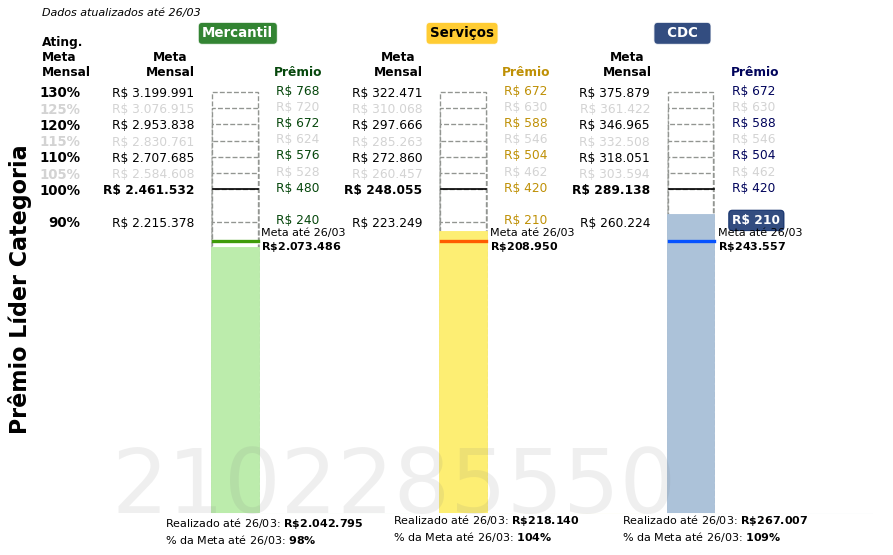 Dados atualizados até 26/03
Mercantil Serviços CDC
Ating. Meta Mensal Meta Mensal Prêmio Meta Mensal Prêmio Meta Mensal Prêmio
130% R$ 3.199.991 R$ 768 R$ 322.471 R$ 672 R$ 375.879 R$ 672
125% R$ 3.076.915 R$ 720 R$ 310.068 R$ 630 R$ 361.422 R$ 630
120% R$ 2.953.838 R$ 672 R$ 297.666 R$ 588 R$ 346.965 R$ 588
115% R$ 2.830.761 R$ 624 R$ 285.263 R$ 546 R$ 332.508 R$ 546
110% R$ 2.707.685 R$ 576 R$ 272.860 R$ 504 R$ 318.051 R$ 504
105% R$ 2.584.608 R$ 528 R$ 260.457 R$ 462 R$ 303.594 R$ 462
100% R$ 2.461.532 R$ 480 R$ 248.055 R$ 420 R$ 289.138 R$ 420
90% R$ 2.215.378 R$ 240 R$ 223.249 R$ 210 R$ 260.224 R$ 210
Meta até 26/03 Meta até 26/03 Meta até 26/03
R$2.073.486 R$208.950 R$243.557
Prêmio Líder Categoria
2102285550
Realizado até 26/03: R$2.042.795 Realizado até 26/03: R$218.140 Realizado até 26/03: R$267.007
% da Meta até 26/03: 98% % da Meta até 26/03: 104% % da Meta até 26/03: 109%